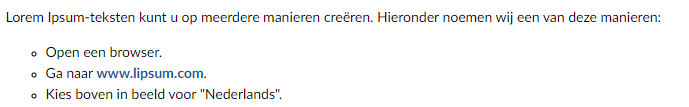 Lorem Ipsum-teksten kunt u op meerdere manieren creëren. Hieronder noemen wij een van deze manieren:
Open een browser.
Ga naar www.lipsum.com.
Kies boven in beeld voor "Nederlands".